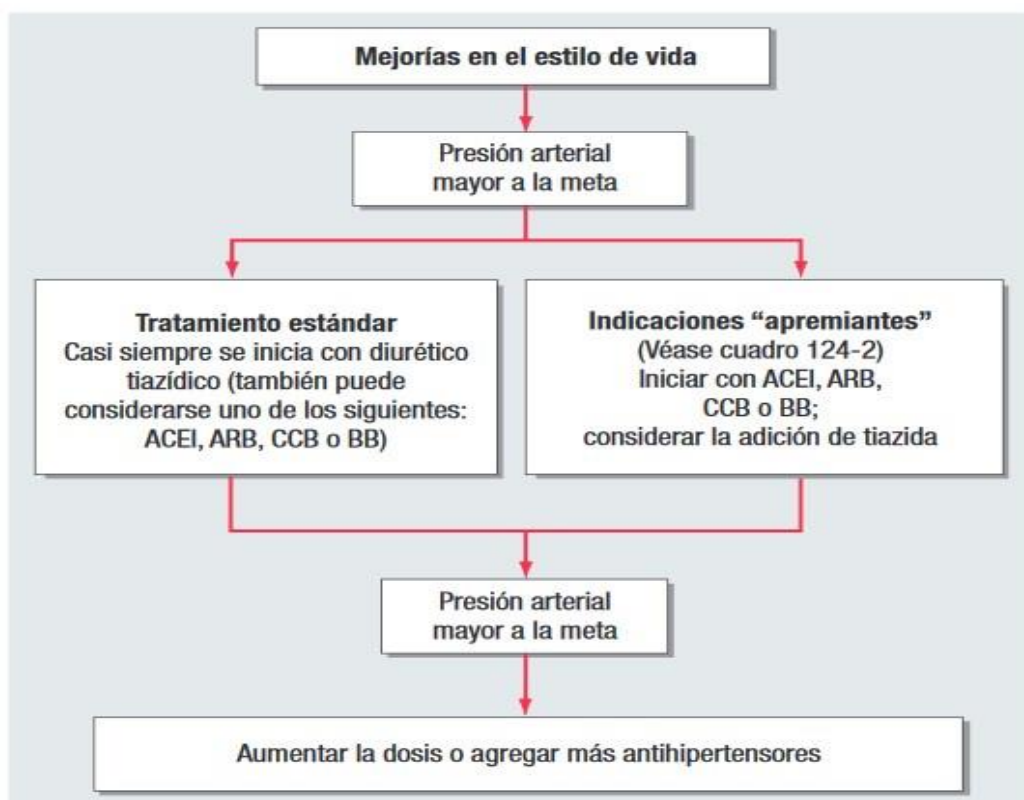 Mejorías en el estilo de vida
Presión arterial
mayor a la meta
Tratamiento estándar
Casi siempre se inicia con diurético
tiazídico (también puede
considerarse uno de los siguientes:
ACEI, ARB, CCB o BB)
Indicaciones “apremiantes”
(Véase cuadro 124-2)
Iniciar con ACEI, ARB,
CCB o BB;
considerar la adición de tiazida
Presión arterial
mayor a la meta
Aumentar la dosis o agregar más antihipertensores